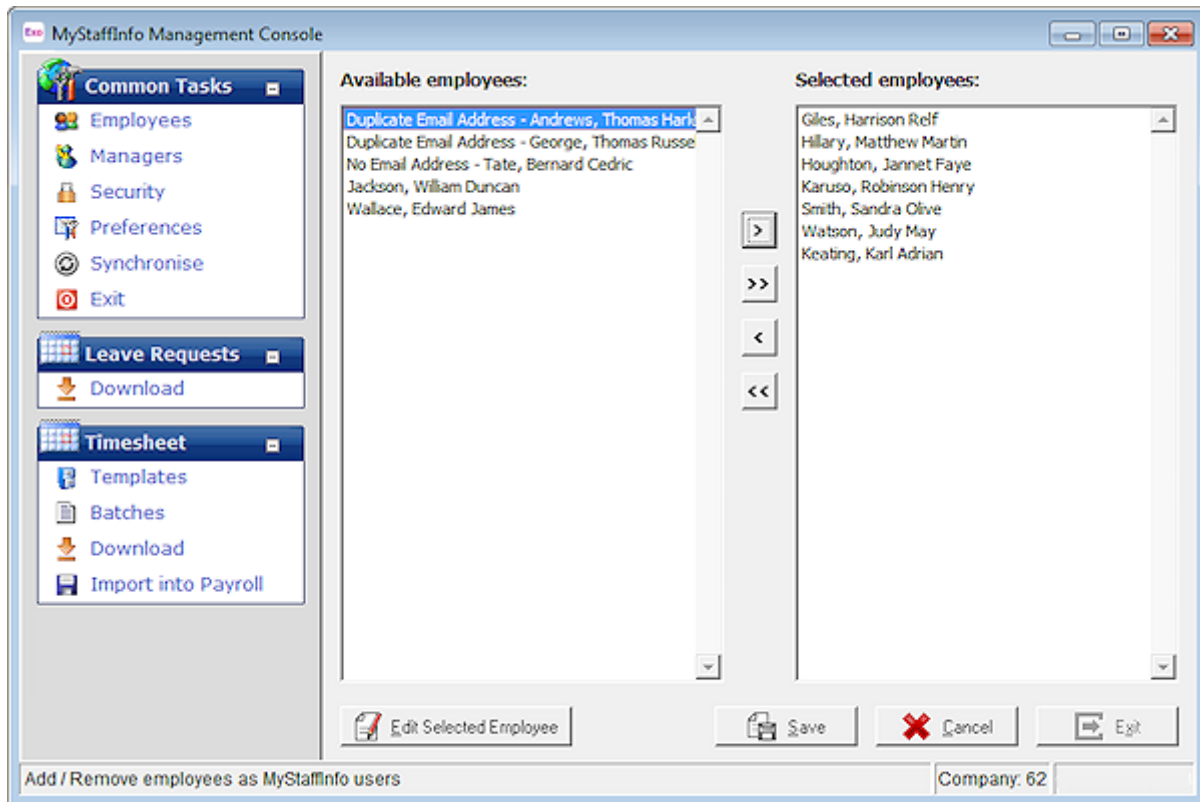 Exo MyStaffInfo Management Console
Common Tasks
Employees
Managers
Security
Preferences
Synchronise
Exit
Leave Requests
Download
Timesheet
Templates
Batches
Download
Import into Payroll
Available employees:
Duplicate Email Address - Andrews, Thomas Hark
Duplicate Email Address - George, Thomas Russe
No Email Address - Tate, Bernard Cedric
Jackson, William Duncan
Wallace, Edward James
>
>>
<
<<
Selected employees:
Giles, Harrison Relf
Hillary, Matthew Martin
Houghton, Jannet Faye
Karuso, Robinson Henry
Smith, Sandra Olive
Watson, Judy May
Keating, Karl Adrian
Edit Selected Employee
Save
Cancel
Exit
Add / Remove employees as MyStaffInfo users
Company: 62